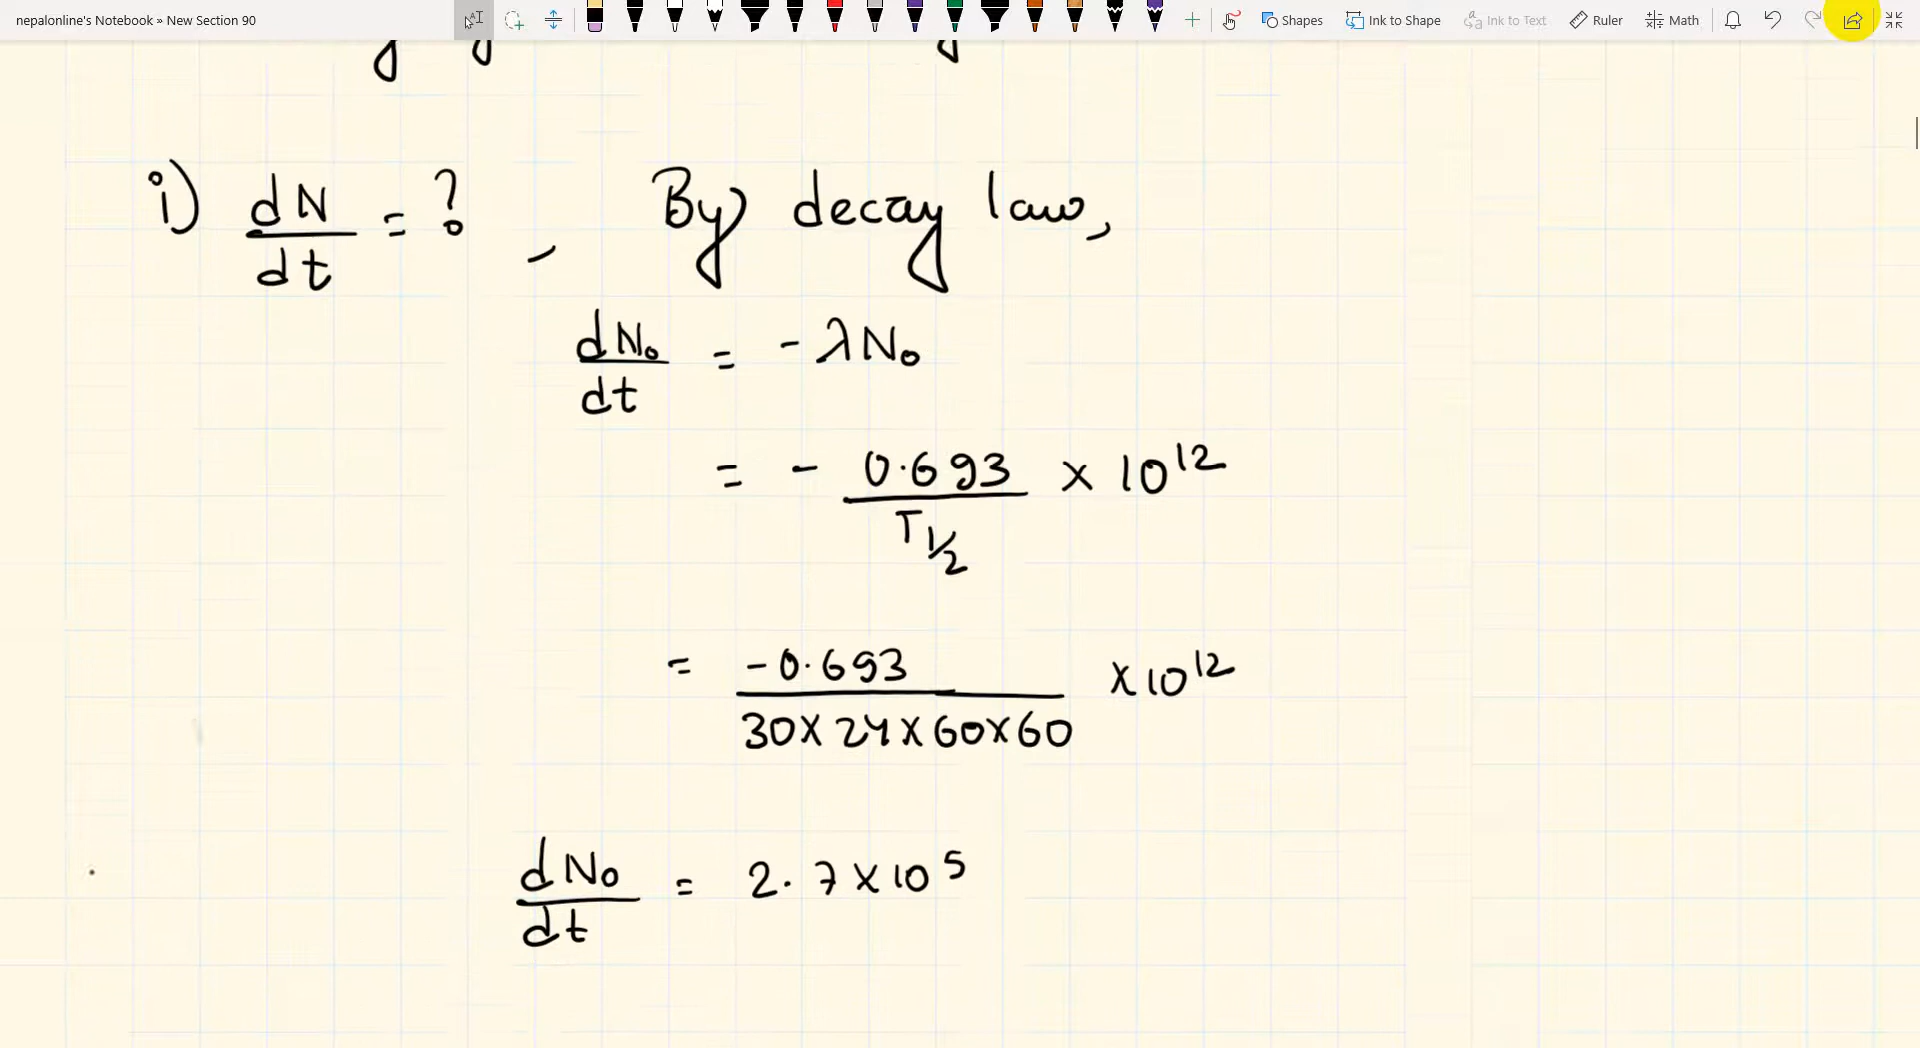 nepalonline's Notebook » New Section 90
Shapes Ink to Shape Ink to Text Ruler Math
i) dN/dt = ? , By decay law,
dN₀/dt = - λN₀
= - 0.693/T½ × 10¹²
= -0.693/30×24×60×60 ×10¹²
dN₀/dt = 2.7×10⁵